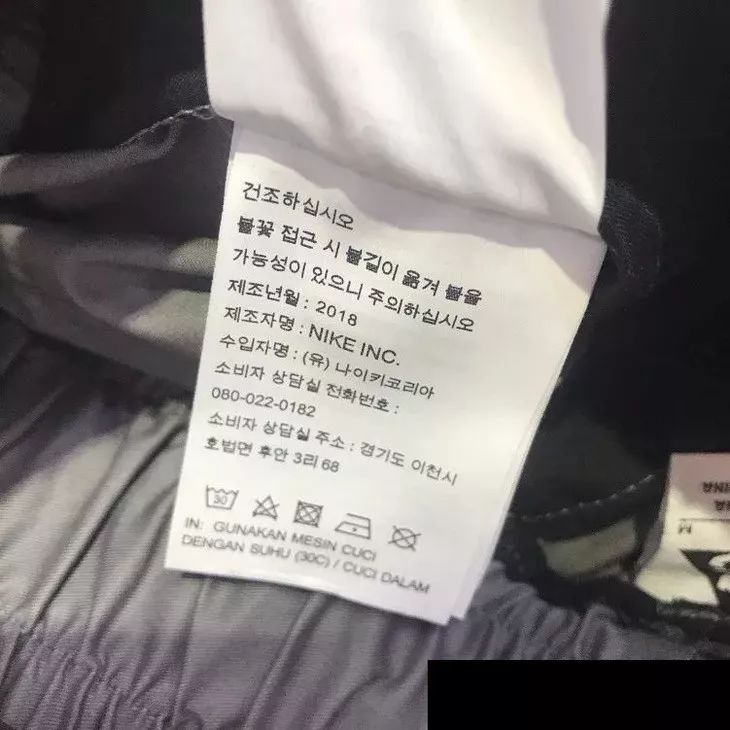 건조하십시오
불꽃 접근 시 불길이 옮겨 붙을
가능성이 있으니 주의하십시오
제조년월 : 2018
제조자명 : NIKE INC.
수입자명 : (유) 나이키코리아
소비자 상담실 전화번호 :
080-022-0182
소비자 상담실 주소 : 경기도 이천시
호법면 후안 3리 68
30
IN: GUNAKAN MESIN CUCI
DENGAN SUHU (30C) / CUCI DALAM
M